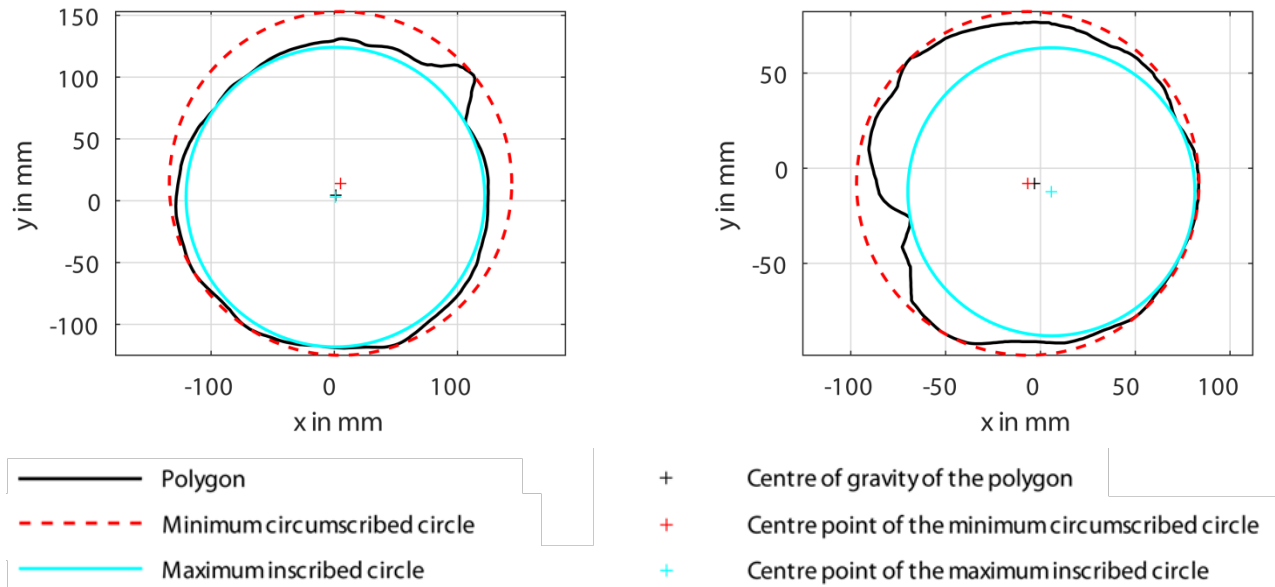 150
100
50
0
-50
-100
y in mm
-100
0
100
x in mm
50
0
-50
y in mm
-100
-50
0
50
100
x in mm
Polygon
Minimum circumscribed circle
Maximum inscribed circle
Centre of gravity of the polygon
Centre point of the minimum circumscribed circle
Centre point of the maximum inscribed circle